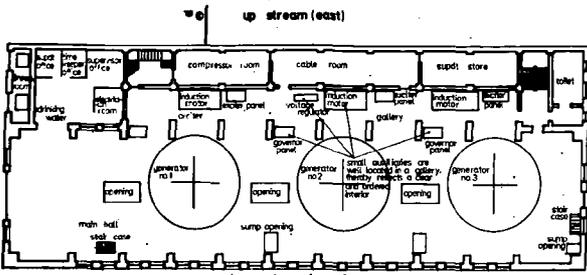 up stream (east)
supdt
office
time
keeper
office
supervisor
office
compressor room
cable room
supdt store
toilet
room
drinking
water
room
induction
motor
panel
voltage
regulator
induction
motor
panel
induction
motor
panel
gallery
governor
panel
governor
panel
generator
no.1
generator
no.2
small auxiliaries are
well located in a gallery,
thereby reflects a clear
and ordered
interior
generator
no.3
opening
opening
opening
main hall
stair case
sump opening
stair
case
sump
opening